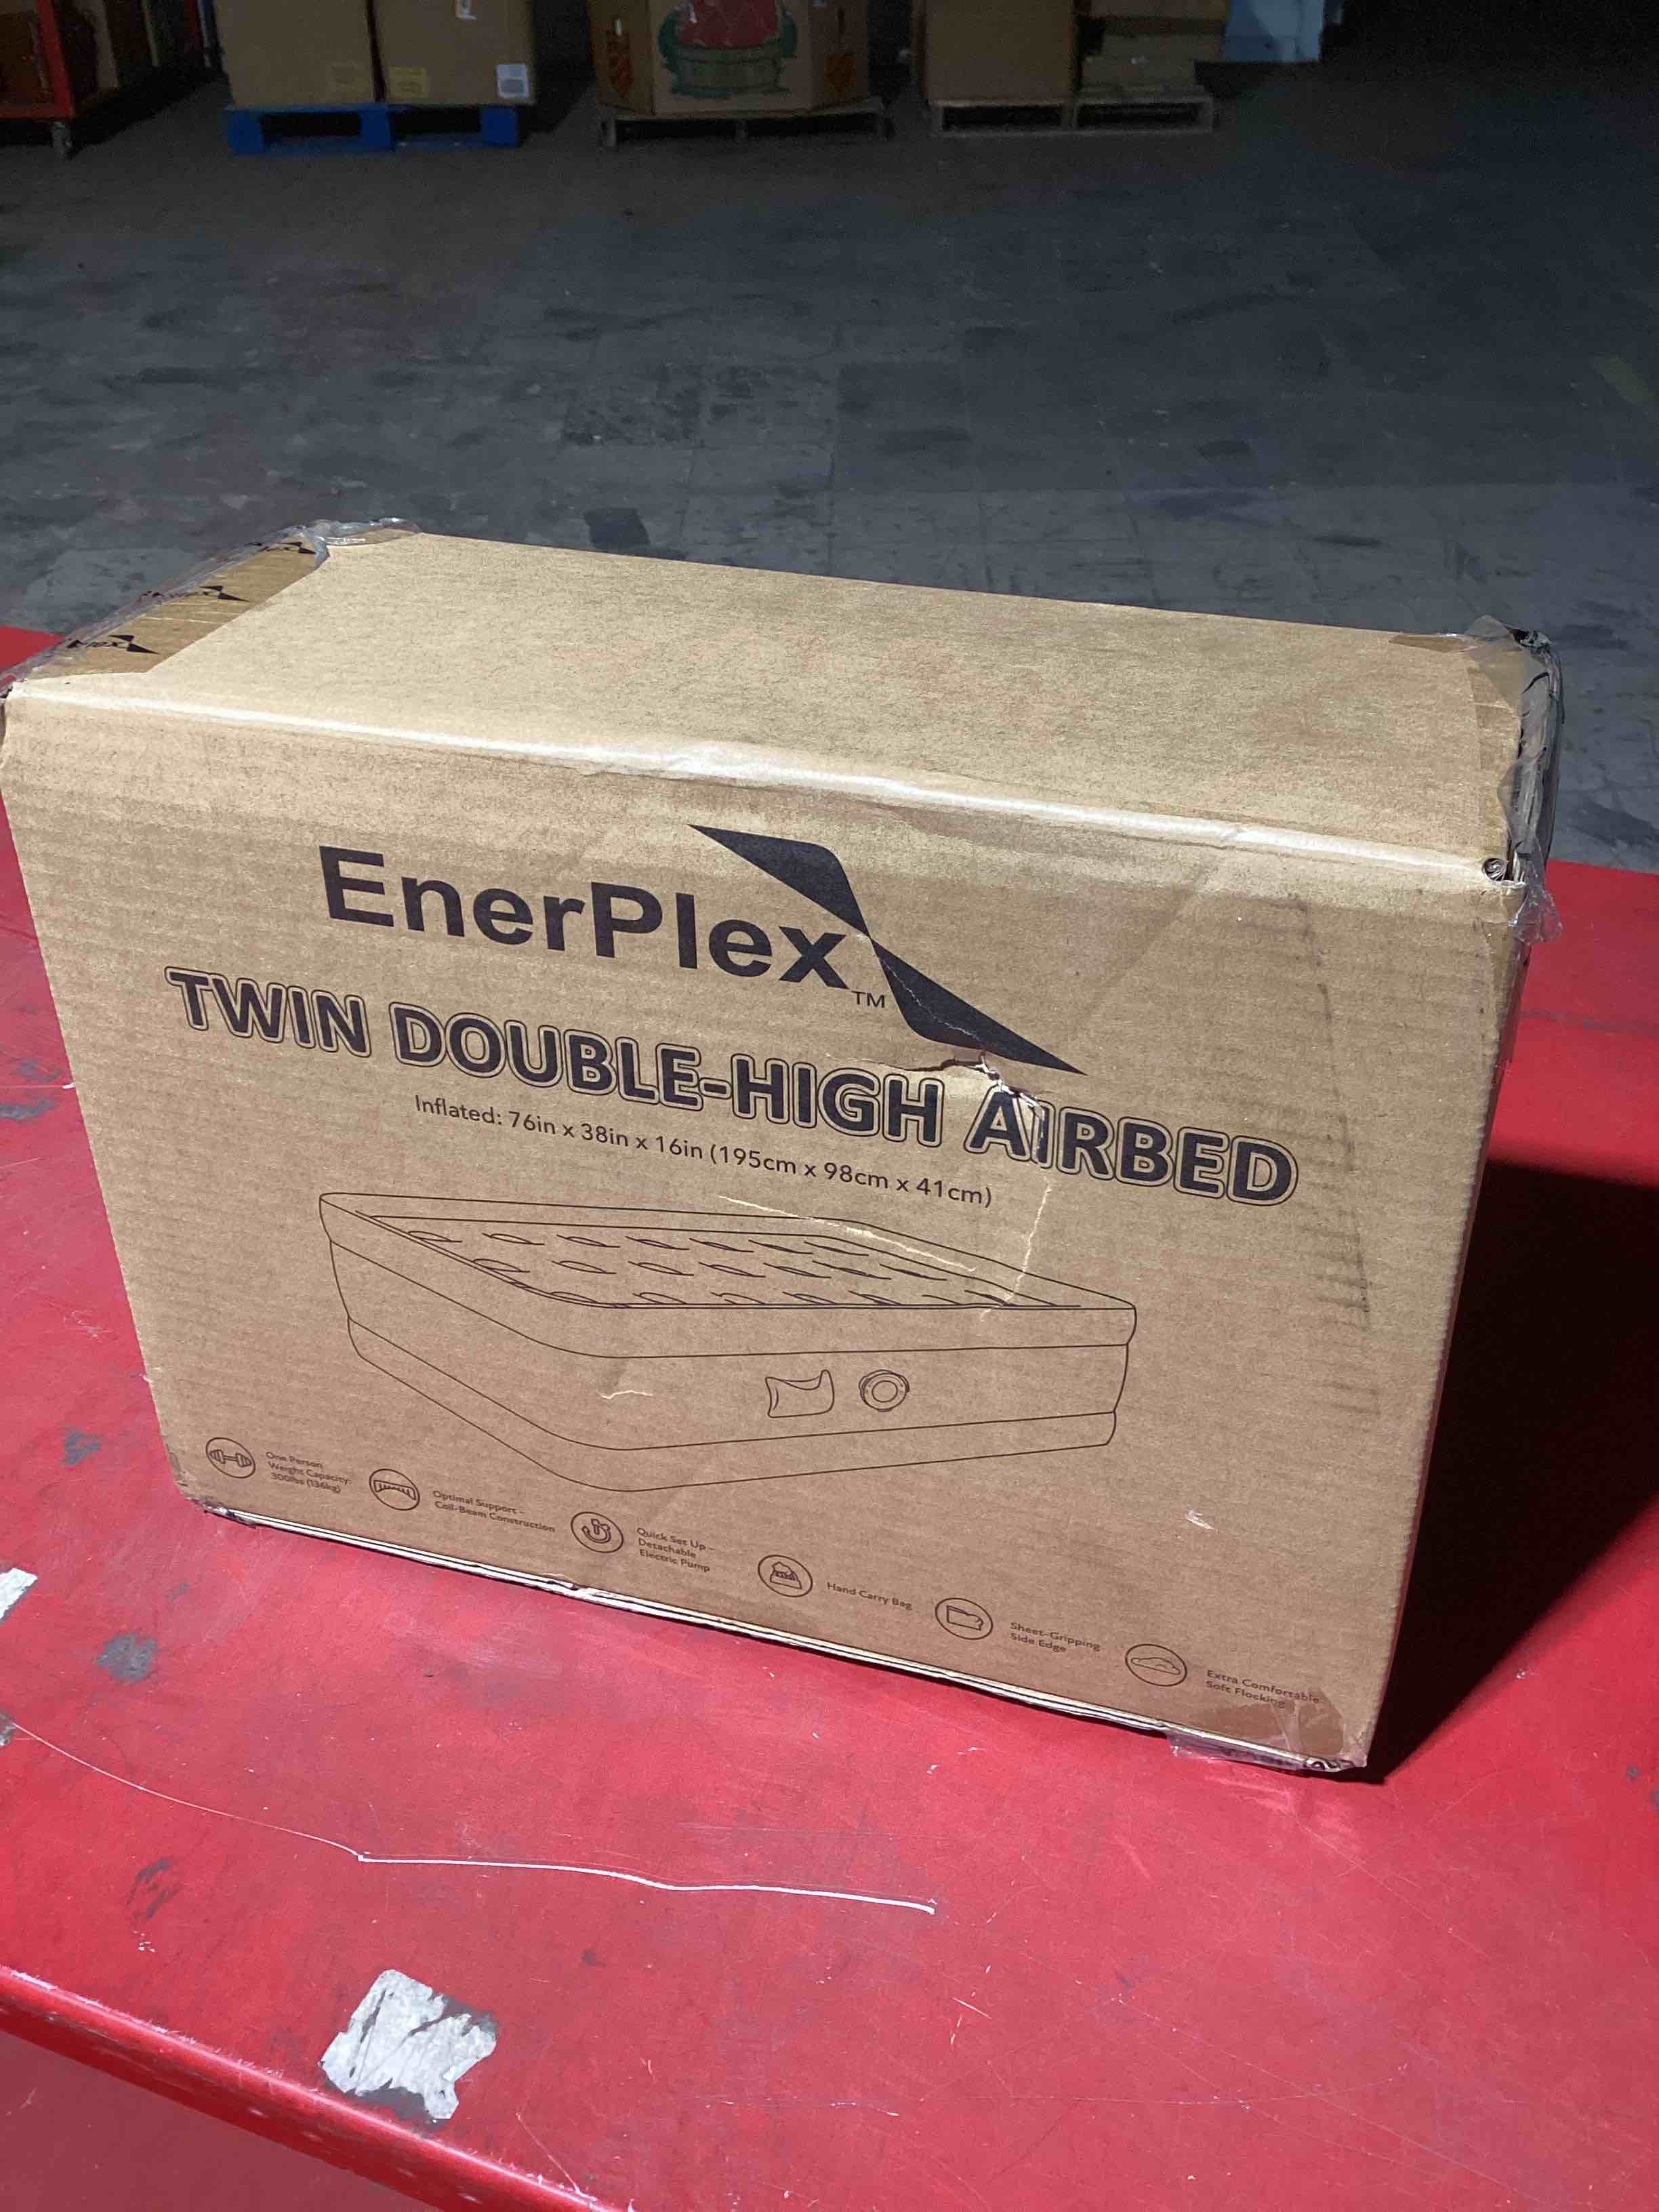 EnerPlex™
TWIN DOUBLE-HIGH AIRBED
Inflated: 76in x 38in x 16in (195cm x 98cm x 41cm)
One Person
Weight Capacity:
300lbs (136kg)
Optimal Support -
Coil-Beam Construction
Quick Set Up -
Detachable
Electric Pump
Hand Carry Bag
Sheet-Gripping
Side Edge
Extra Comfortable
Soft Flocking